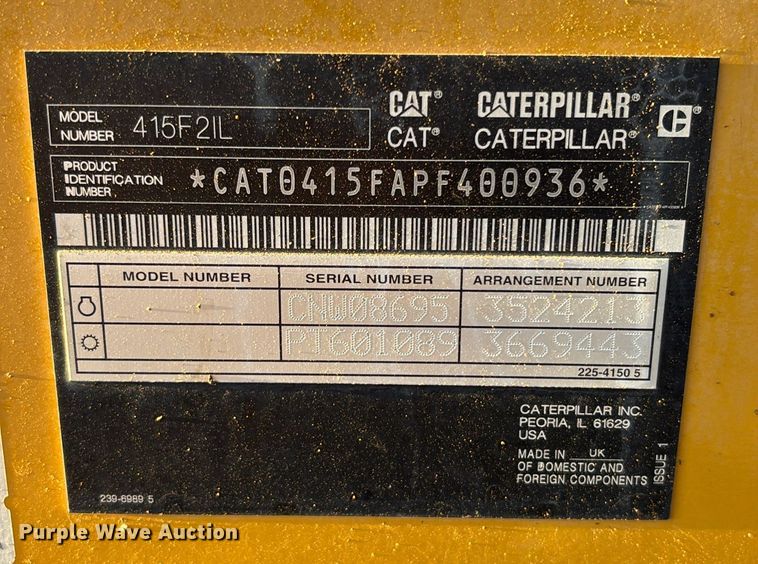 CAT® CATERPILLAR®
MODEL NUMBER 415F2IL
CAT® CATERPILLAR® C®
PRODUCT IDENTIFICATION NUMBER *CAT0415FAPF400936*
MODEL NUMBER SERIAL NUMBER ARRANGEMENT NUMBER
CNW08695 3524213
PT601089 3669443
225-4150 5
CATERPILLAR INC.
PEORIA, IL 61629
USA
MADE IN UK
OF DOMESTIC AND
FOREIGN COMPONENTS
ISSUE 1
239-6989 5
Purple Wave Auction